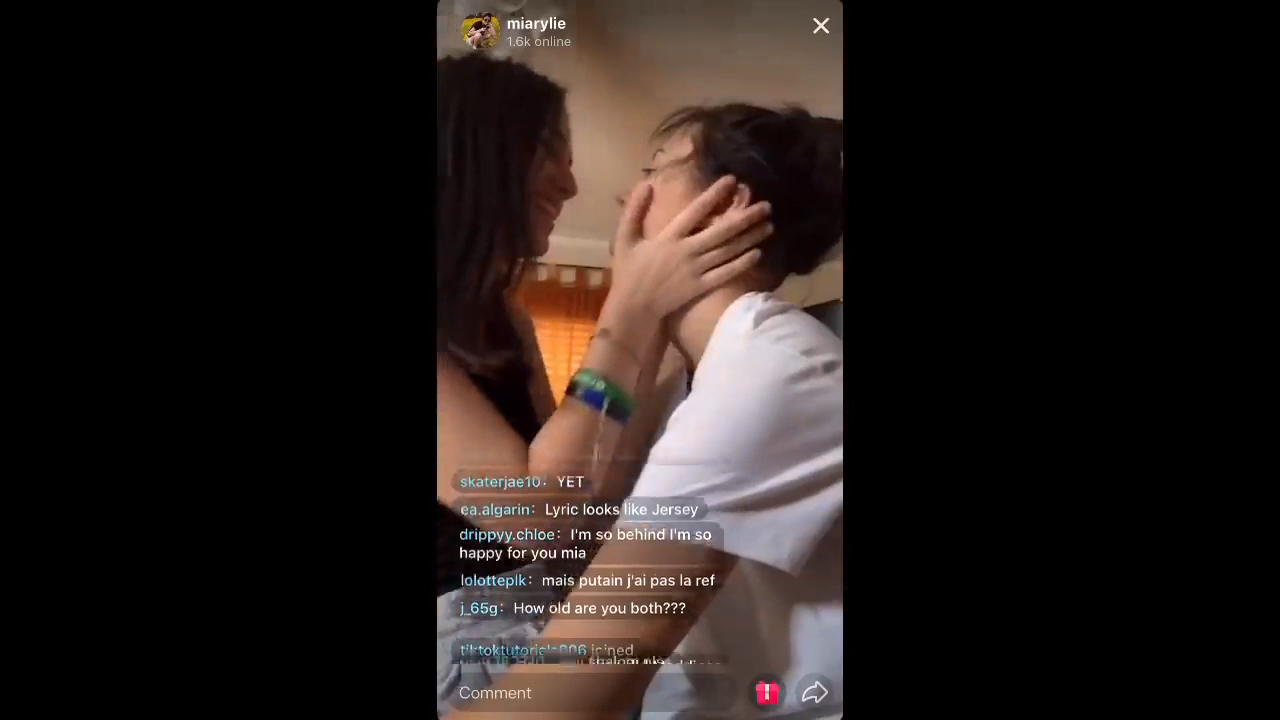 miarylie
1.6k online
skaterjae10: YET
ea.algarin: Lyric looks like Jersey
drippyy.chloe: I'm so behind I'm so
happy for you mia
lolotteplk: mais putain j'ai pas la ref
j_65g: How old are you both???
joined
Comment